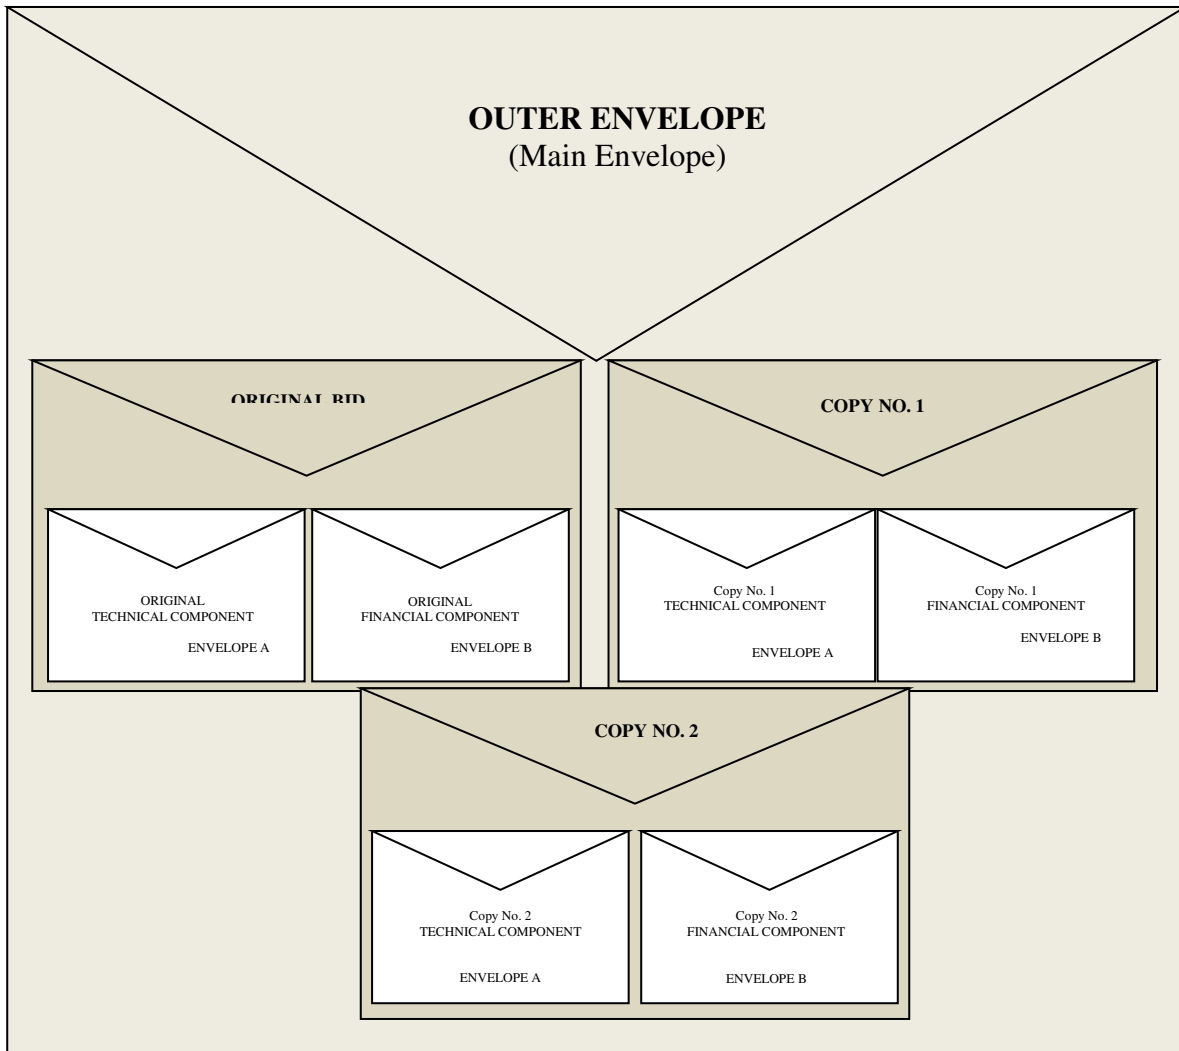 OUTER ENVELOPE
(Main Envelope)
ORIGINAL BID
COPY NO. 1
ORIGINAL
TECHNICAL COMPONENT
ENVELOPE A
ORIGINAL
FINANCIAL COMPONENT
ENVELOPE B
Copy No. 1
TECHNICAL COMPONENT
ENVELOPE A
Copy No. 1
FINANCIAL COMPONENT
ENVELOPE B
COPY NO. 2
Copy No. 2
TECHNICAL COMPONENT
ENVELOPE A
Copy No. 2
FINANCIAL COMPONENT
ENVELOPE B